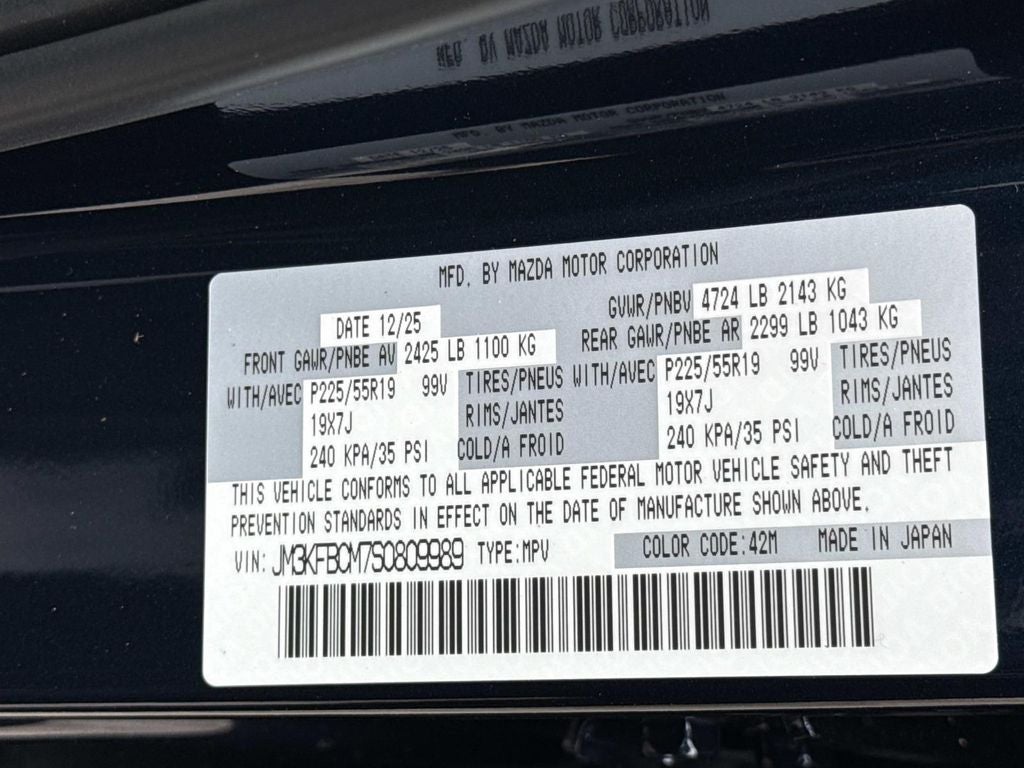 MFD. BY MAZDA MOTOR CORPORATION
DATE 12/25 GVWR/PNBV 4724 LB 2143 KG
FRONT GAWR/PNBE AV 2425 LB 1100 KG REAR GAWR/PNBE AR 2299 LB 1043 KG
WITH/AVEC P225/55R19 99V TIRES/PNEUS WITH/AVEC P225/55R19 99V TIRES/PNEUS
19X7J RIMS/JANTES 19X7J RIMS/JANTES
240 KPA/35 PSI COLD/A FROID 240 KPA/35 PSI COLD/A FROID
THIS VEHICLE CONFORMS TO ALL APPLICABLE FEDERAL MOTOR VEHICLE SAFETY AND THEFT
PREVENTION STANDARDS IN EFFECT ON THE DATE OF MANUFACTURE SHOWN ABOVE.
VIN: JM3KFBCM7S0809989 TYPE:MPV COLOR CODE:42M MADE IN JAPAN